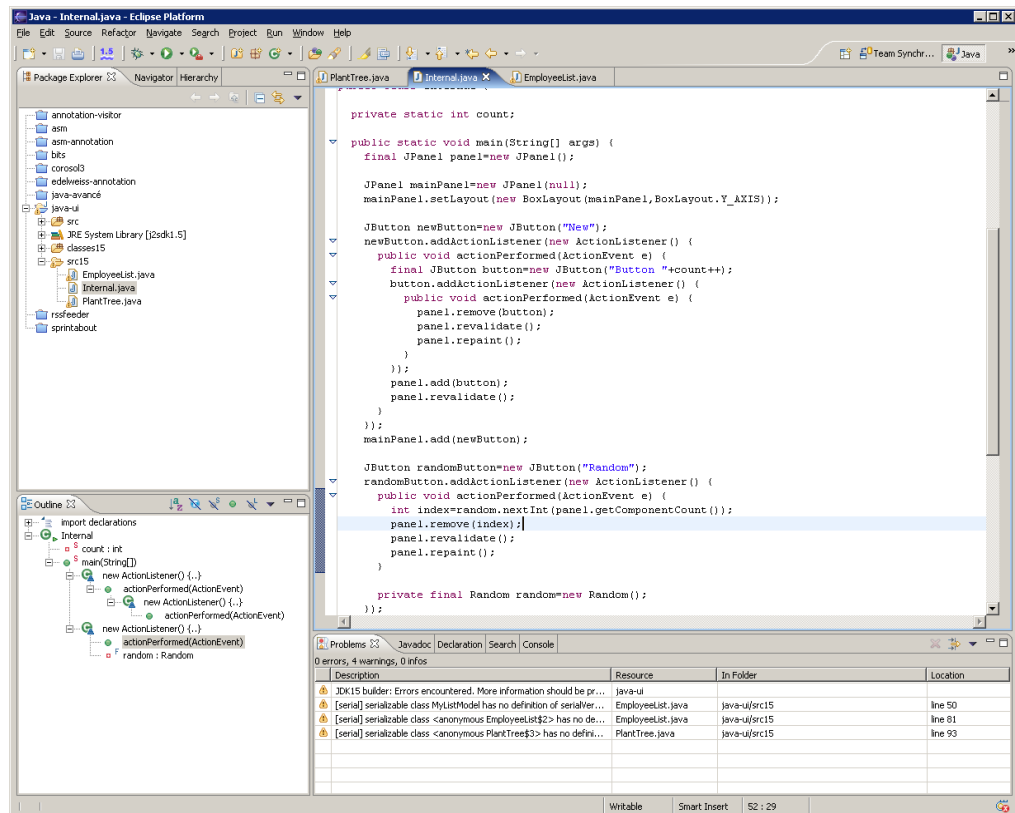 Java - Internal.java - Eclipse Platform
File Edit Source Refactor Navigate Search Project Run Window Help
1.5
Team Synchr... Java »
Package Explorer Navigator Hierarchy
annotation-visitor
asm
asm-annotation
bits
corosol3
edelweiss-annotation
java-avancé
java-ui
src
JRE System Library [j2sdk1.5]
classes15
src15
EmployeeList.java
Internal.java
PlantTree.java
rssfeeder
sprintabout
Outline
import declarations
Internal
count : int
main(String[])
new ActionListener() {..}
actionPerformed(ActionEvent)
new ActionListener() {..}
actionPerformed(ActionEvent)
new ActionListener() {..}
actionPerformed(ActionEvent)
random : Random
PlantTree.java Internal.java EmployeeList.java
private static int count;
public static void main(String[] args) {
final JPanel panel=new JPanel();
JPanel mainPanel=new JPanel(null);
mainPanel.setLayout(new BoxLayout(mainPanel,BoxLayout.Y_AXIS));
JButton newButton=new JButton("New");
newButton.addActionListener(new ActionListener() {
public void actionPerformed(ActionEvent e) {
final JButton button=new JButton("Button "+count++);
button.addActionListener(new ActionListener() {
public void actionPerformed(ActionEvent e) {
panel.remove(button);
panel.revalidate();
panel.repaint();
}
});
panel.add(button);
panel.revalidate();
}
});
mainPanel.add(newButton);
JButton randomButton=new JButton("Random");
randomButton.addActionListener(new ActionListener() {
public void actionPerformed(ActionEvent e) {
int index=random.nextInt(panel.getComponentCount());
panel.remove(index);
panel.revalidate();
panel.repaint();
}
private final Random random=new Random();
});
Problems Javadoc Declaration Search Console
0 errors, 4 warnings, 0 infos
Description Resource In Folder Location
JDK15 builder: Errors encountered. More information should be pr... java-ui
[serial] serializable class MyListModel has no definition of serialVer... EmployeeList.java java-ui/src15 line 50
[serial] serializable class <anonymous EmployeeList$2> has no de... EmployeeList.java java-ui/src15 line 81
[serial] serializable class <anonymous PlantTree$3> has no defini... PlantTree.java java-ui/src15 line 93
Writable Smart Insert 52 : 29